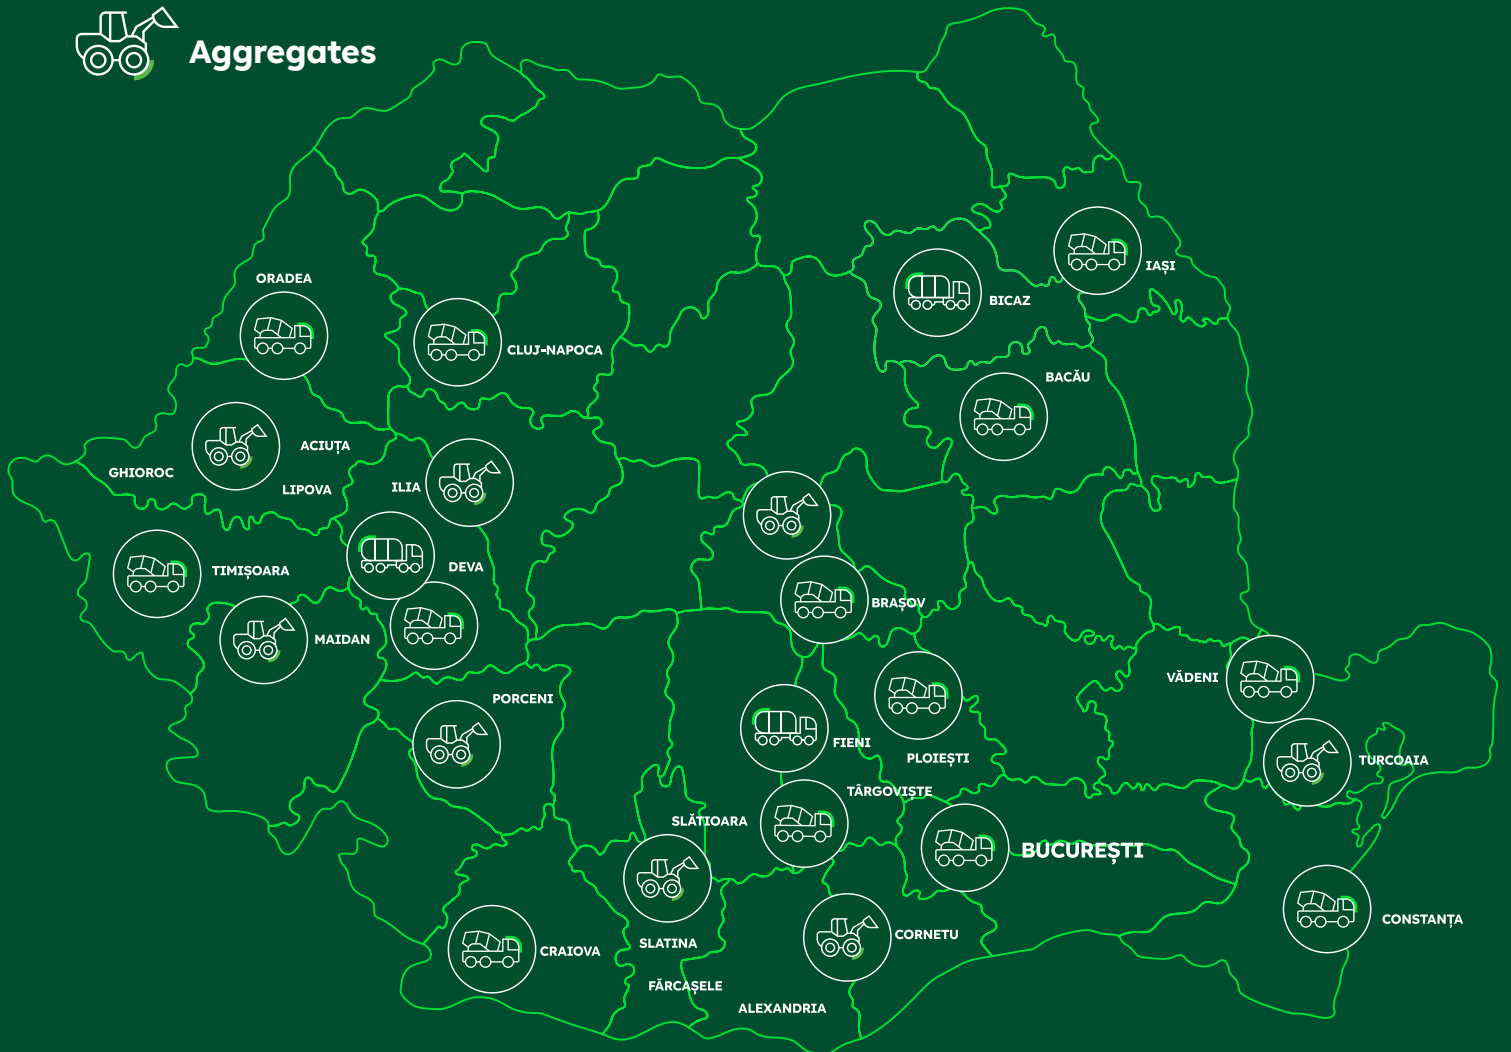 Aggregates
IAȘI
ORADEA
BICAZ
CLUJ-NAPOCA
BACĂU
ACIUȚA
GHIOROC
LIPOVA
ILIA
DEVA
TIMIȘOARA
BRAȘOV
MAIDAN
VĂDENI
PORCENI
FIENI
PLOIEȘTI
TURCOAIA
TÂRGOVIȘTE
SLĂTIOARA
BUCUREȘTI
CONSTANȚA
CORNETU
SLATINA
CRAIOVA
FĂRCAȘELE
ALEXANDRIA